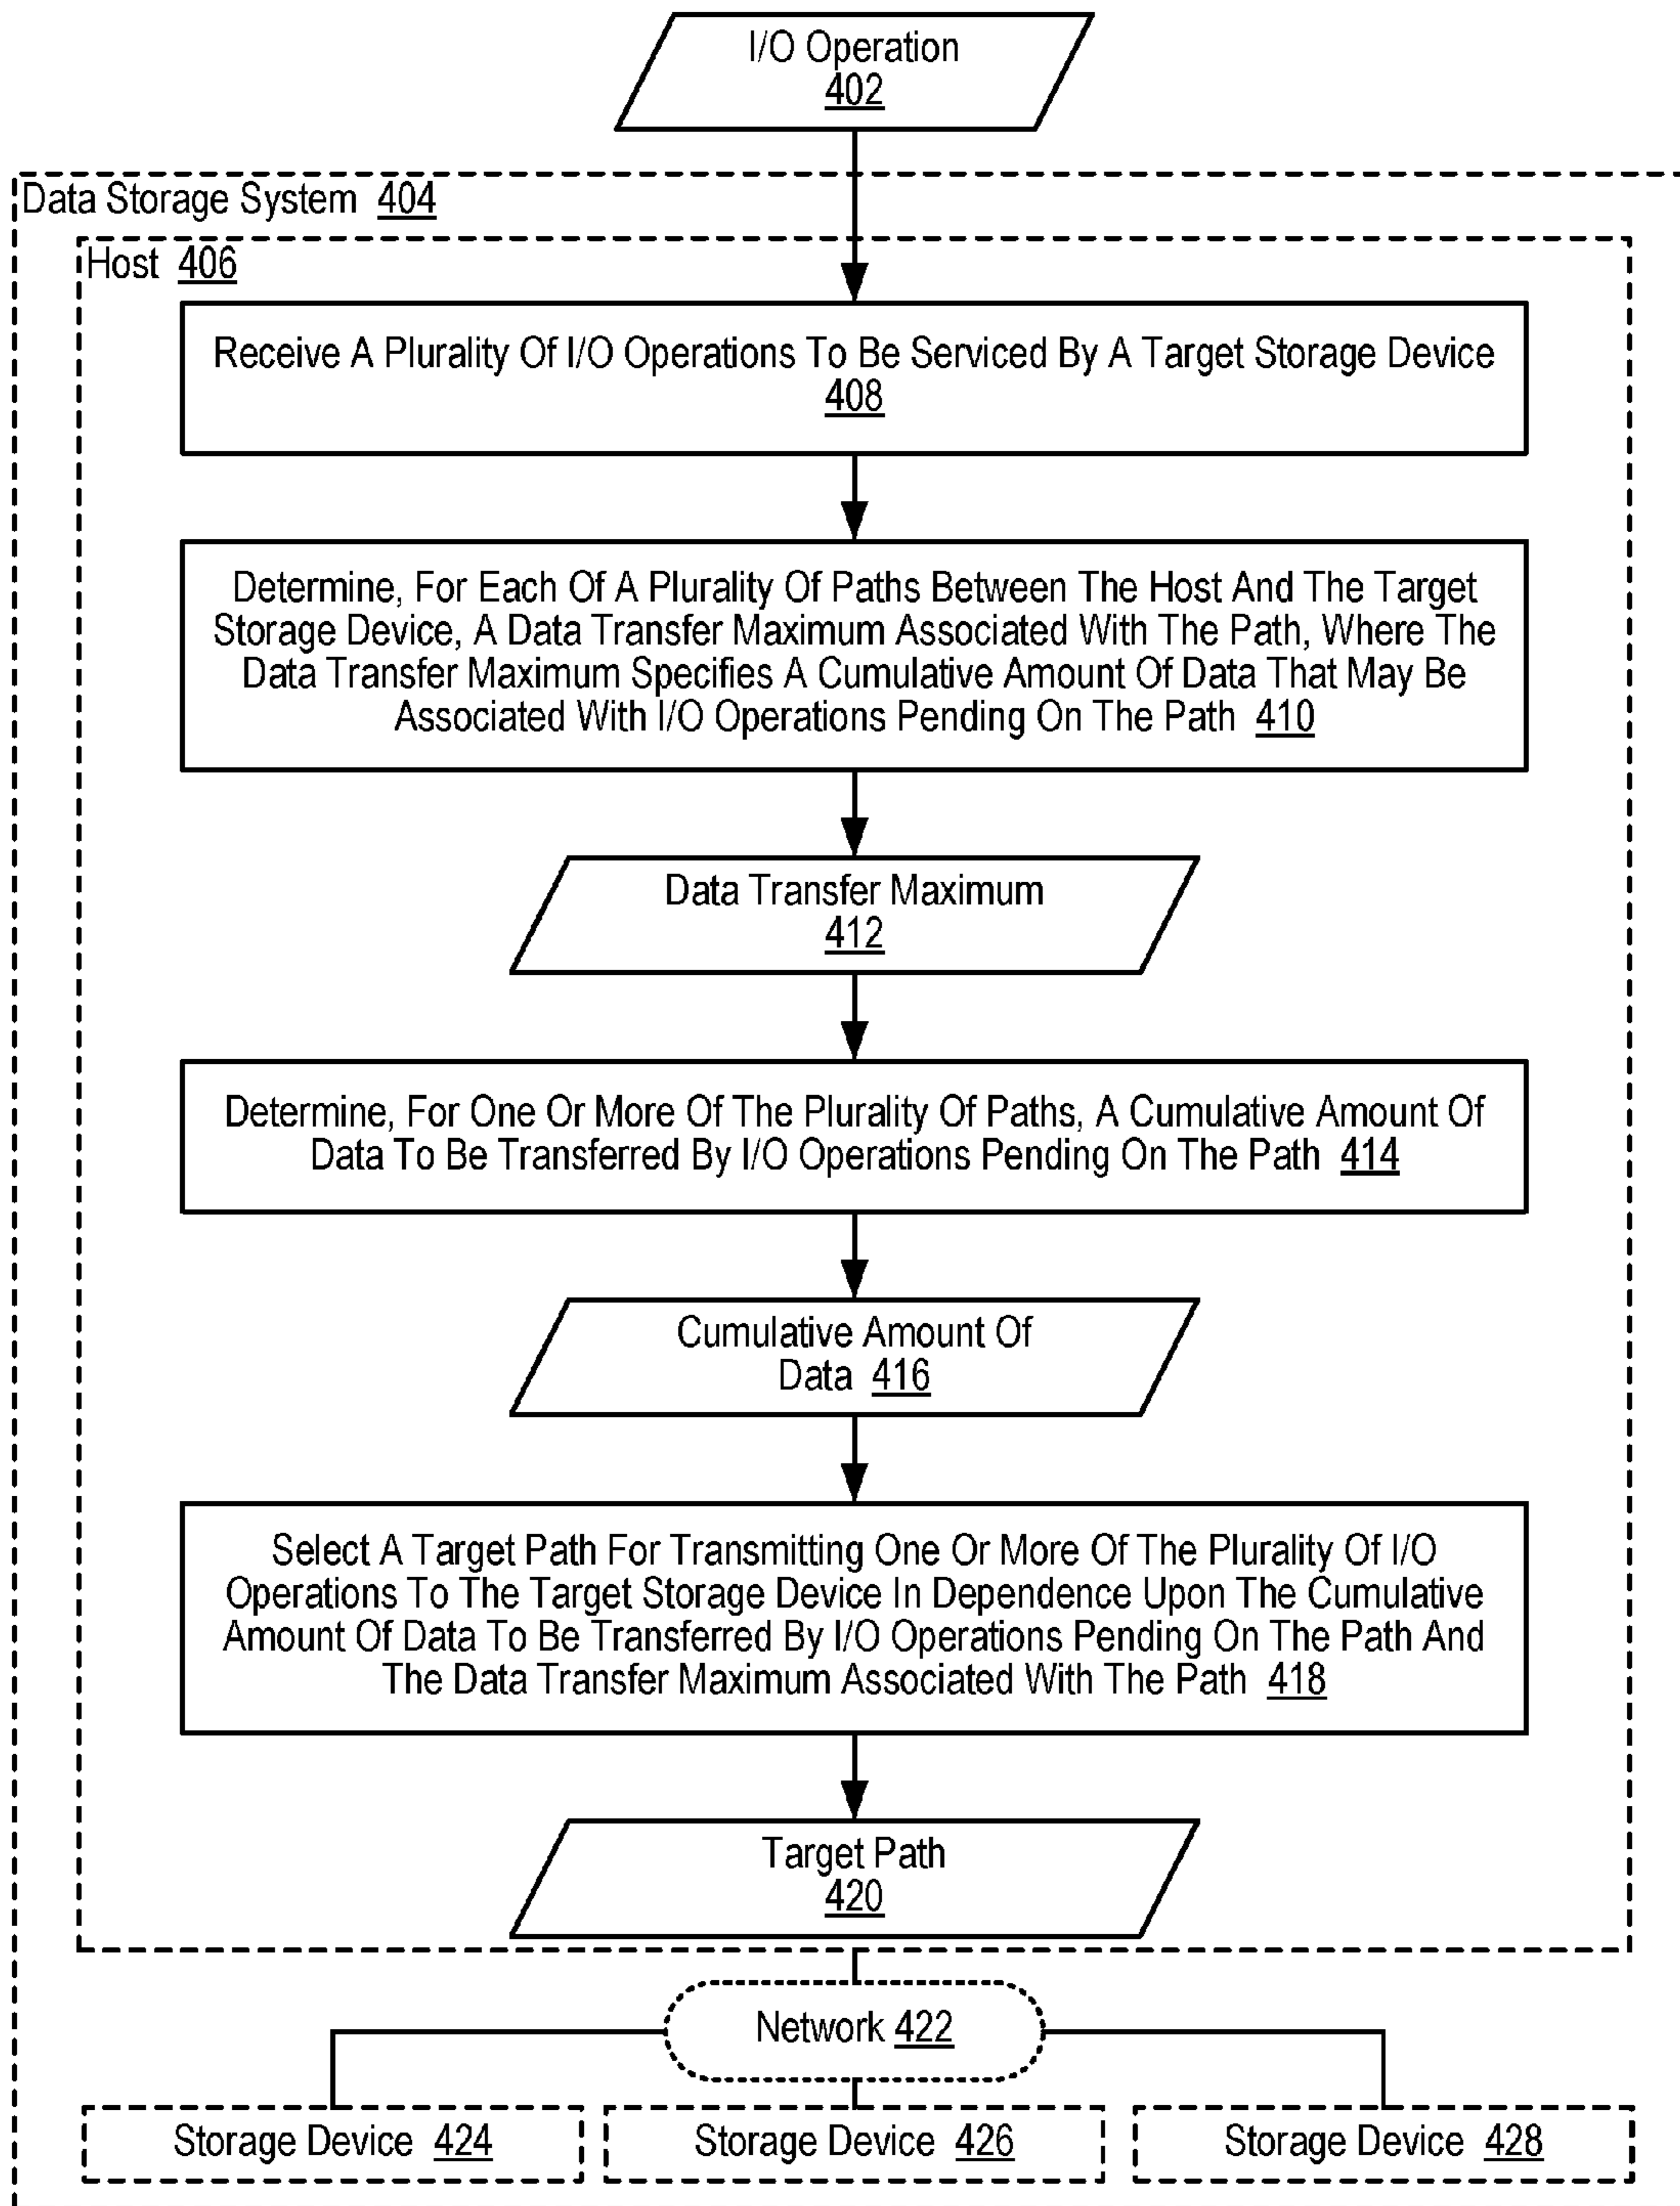 I/O Operation
402
Data Storage System 404
Host 406
Receive A Plurality Of I/O Operations To Be Serviced By A Target Storage Device
408
Determine, For Each Of A Plurality Of Paths Between The Host And The Target
Storage Device, A Data Transfer Maximum Associated With The Path, Where The
Data Transfer Maximum Specifies A Cumulative Amount Of Data That May Be
Associated With I/O Operations Pending On The Path 410
Data Transfer Maximum
412
Determine, For One Or More Of The Plurality Of Paths, A Cumulative Amount Of
Data To Be Transferred By I/O Operations Pending On The Path 414
Cumulative Amount Of
Data 416
Select A Target Path For Transmitting One Or More Of The Plurality Of I/O
Operations To The Target Storage Device In Dependence Upon The Cumulative
Amount Of Data To Be Transferred By I/O Operations Pending On The Path And
The Data Transfer Maximum Associated With The Path 418
Target Path
420
Network 422
Storage Device 424
Storage Device 426
Storage Device 428